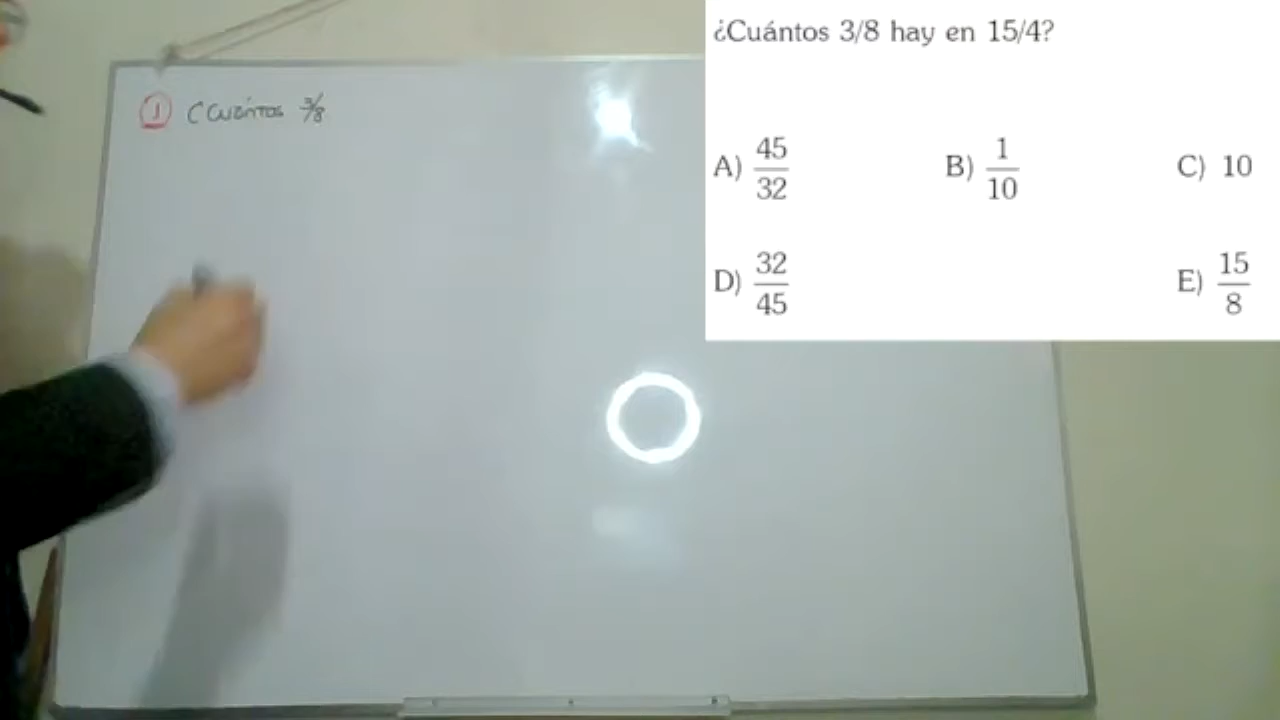 ① ¿Cuántos 3/8
¿Cuántos 3/8 hay en 15/4?
A) 45/32 B) 1/10 C) 10
D) 32/45 E) 15/8